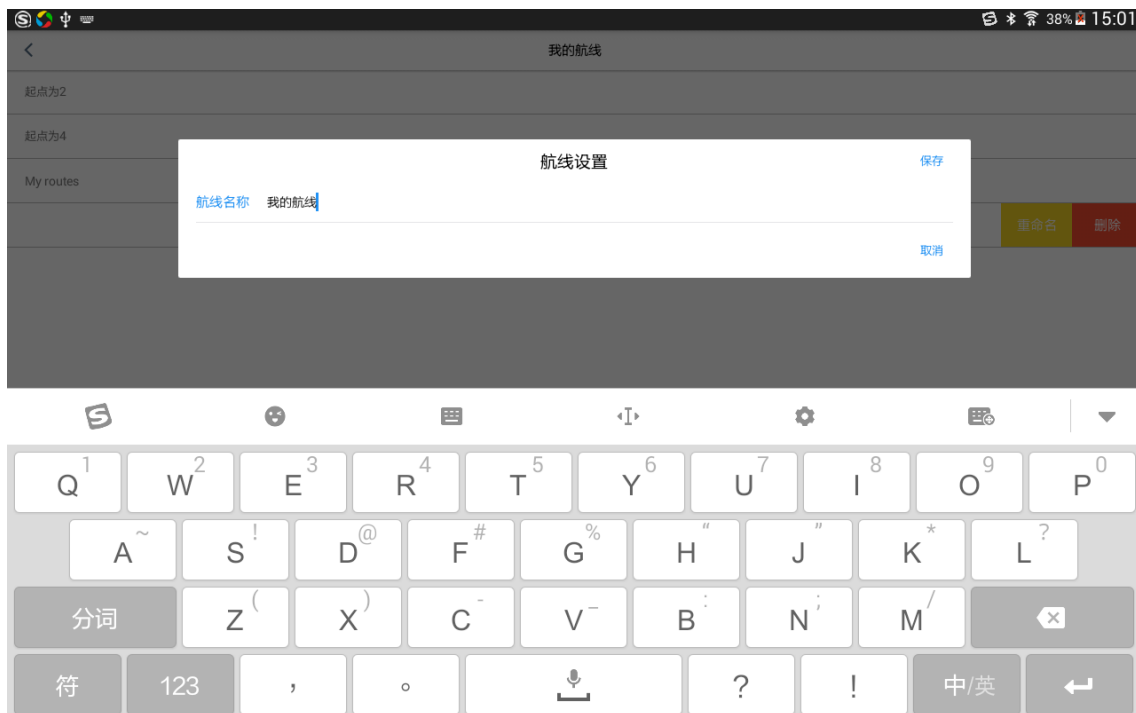 38% 15:01
我的航线
起点为2
起点为4
航线设置 保存
My routes
航线名称 我的航线
重命名 删除
取消
1 2 3 4 5 6 7 8 9 0
Q W E R T Y U I O P
~ ! @ # % " " * ?
A S D F G H J K L
( ) - _ : ; /
分词 Z X C V B N M
符 123 , 。 ? ! 中/英